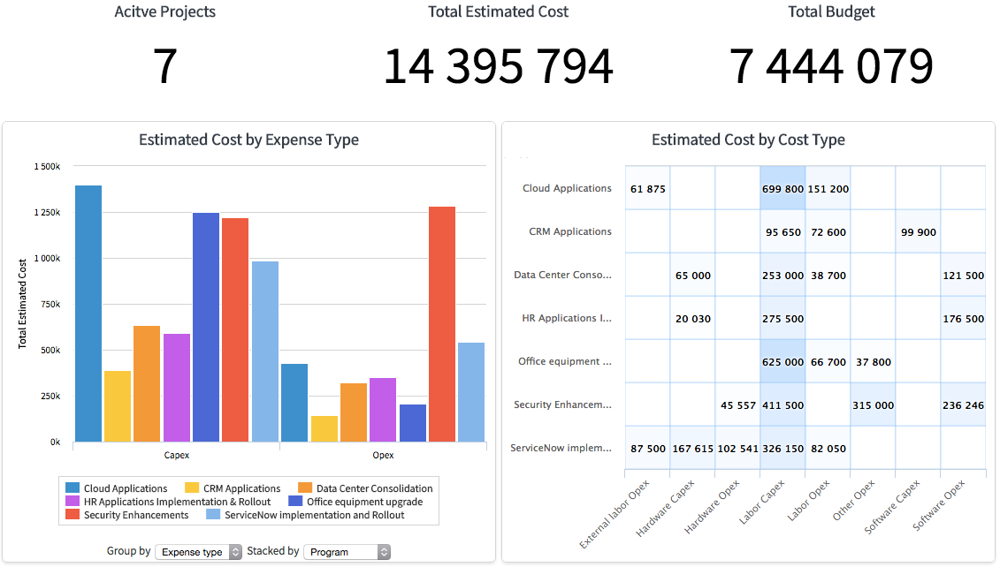 Acitve Projects
Total Estimated Cost
Total Budget
7
14 395 794
7 444 079
Estimated Cost by Expense Type
1 500k
1 250k
1 000k
750k
500k
250k
0k
Total Estimated Cost
Capex
Opex
Cloud Applications
CRM Applications
Data Center Consolidation
HR Applications Implementation & Rollout
Office equipment upgrade
Security Enhancements
ServiceNow implementation and Rollout
Group by Expense type Stacked by Program
Estimated Cost by Cost Type
Cloud Applications 61 875 699 800 151 200
CRM Applications 95 650 72 600 99 900
Data Center Conso... 65 000 253 000 38 700 121 500
HR Applications I... 20 030 275 500 176 500
Office equipment ... 625 000 66 700 37 800
Security Enhancem... 45 557 411 500 315 000 236 246
ServiceNow implem... 87 500 167 615 102 541 326 150 82 050
External labor Opex
Hardware Capex
Hardware Opex
Labor Capex
Labor Opex
Other Opex
Software Capex
Software Opex